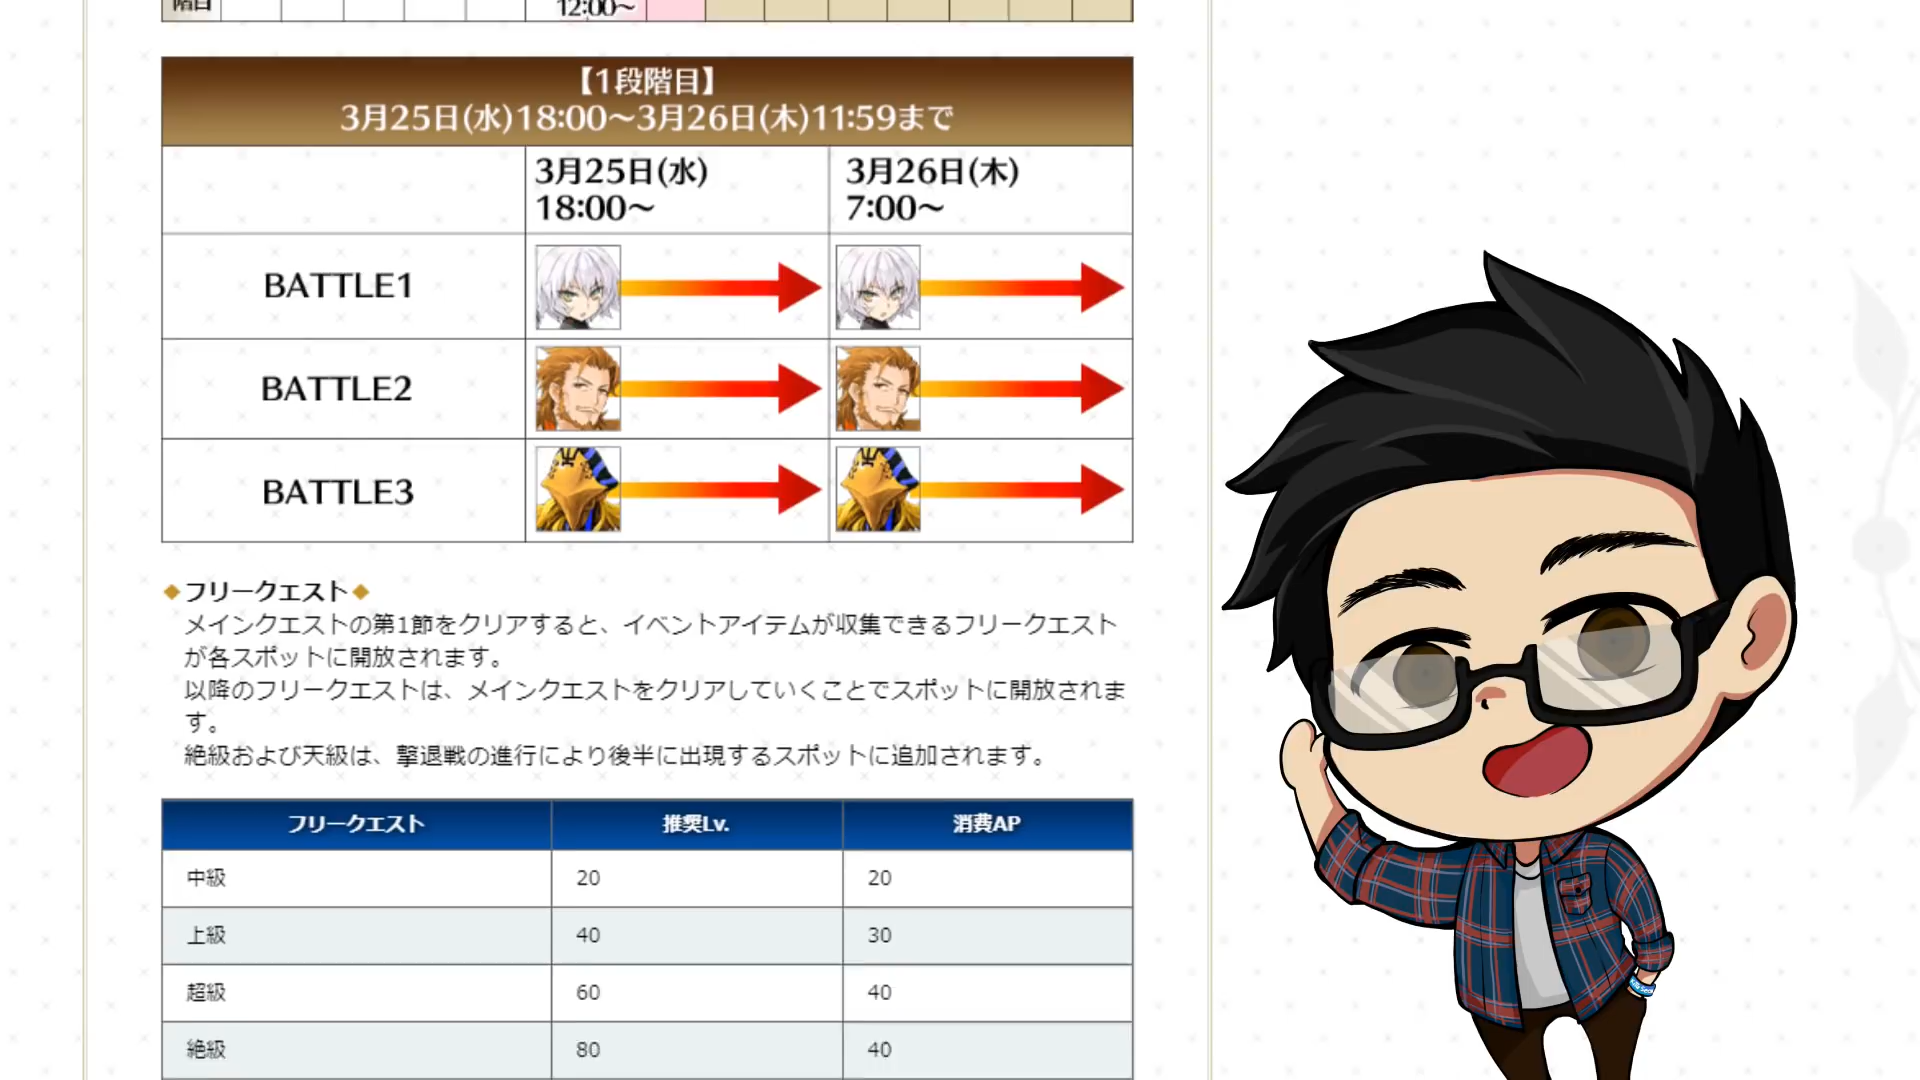 階目
12:00～
【1段階目】
3月25日(水)18:00～3月26日(木)11:59まで
3月25日(水)
18:00～
3月26日(木)
7:00～
BATTLE1
BATTLE2
BATTLE3
◆フリークエスト◆
メインクエストの第1節をクリアすると、イベントアイテムが収集できるフリークエスト
が各スポットに開放されます。
以降のフリークエストは、メインクエストをクリアしていくことでスポットに開放されま
す。
絶級および天級は、撃退戦の進行により後半に出現するスポットに追加されます。
フリークエスト 推奨Lv. 消費AP
中級 20 20
上級 40 30
超級 60 40
絶級 80 40